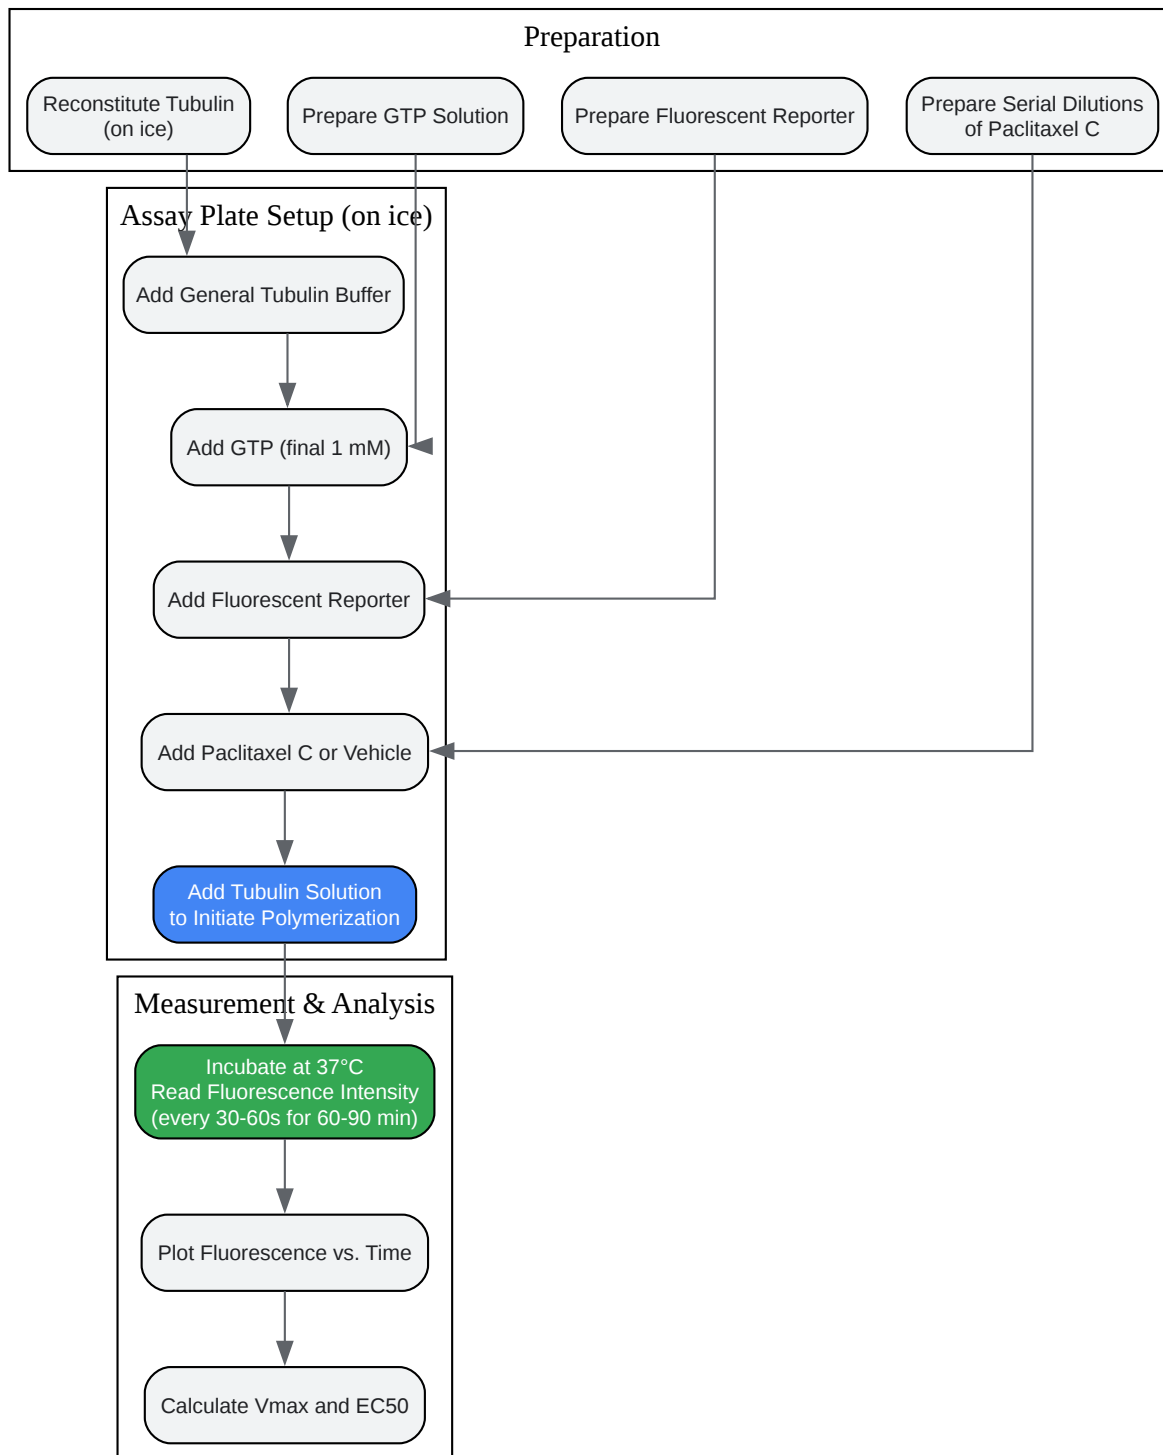 Preparation
Reconstitute Tubulin
(on ice)
Prepare GTP Solution
Prepare Fluorescent Reporter
Prepare Serial Dilutions
of Paclitaxel C
Assay Plate Setup (on ice)
Add General Tubulin Buffer
Add GTP (final 1 mM)
Add Fluorescent Reporter
Add Paclitaxel C or Vehicle
Add Tubulin Solution
to Initiate Polymerization
Measurement & Analysis
Incubate at 37°C
Read Fluorescence Intensity
(every 30-60s for 60-90 min)
Plot Fluorescence vs. Time
Calculate Vmax and EC50